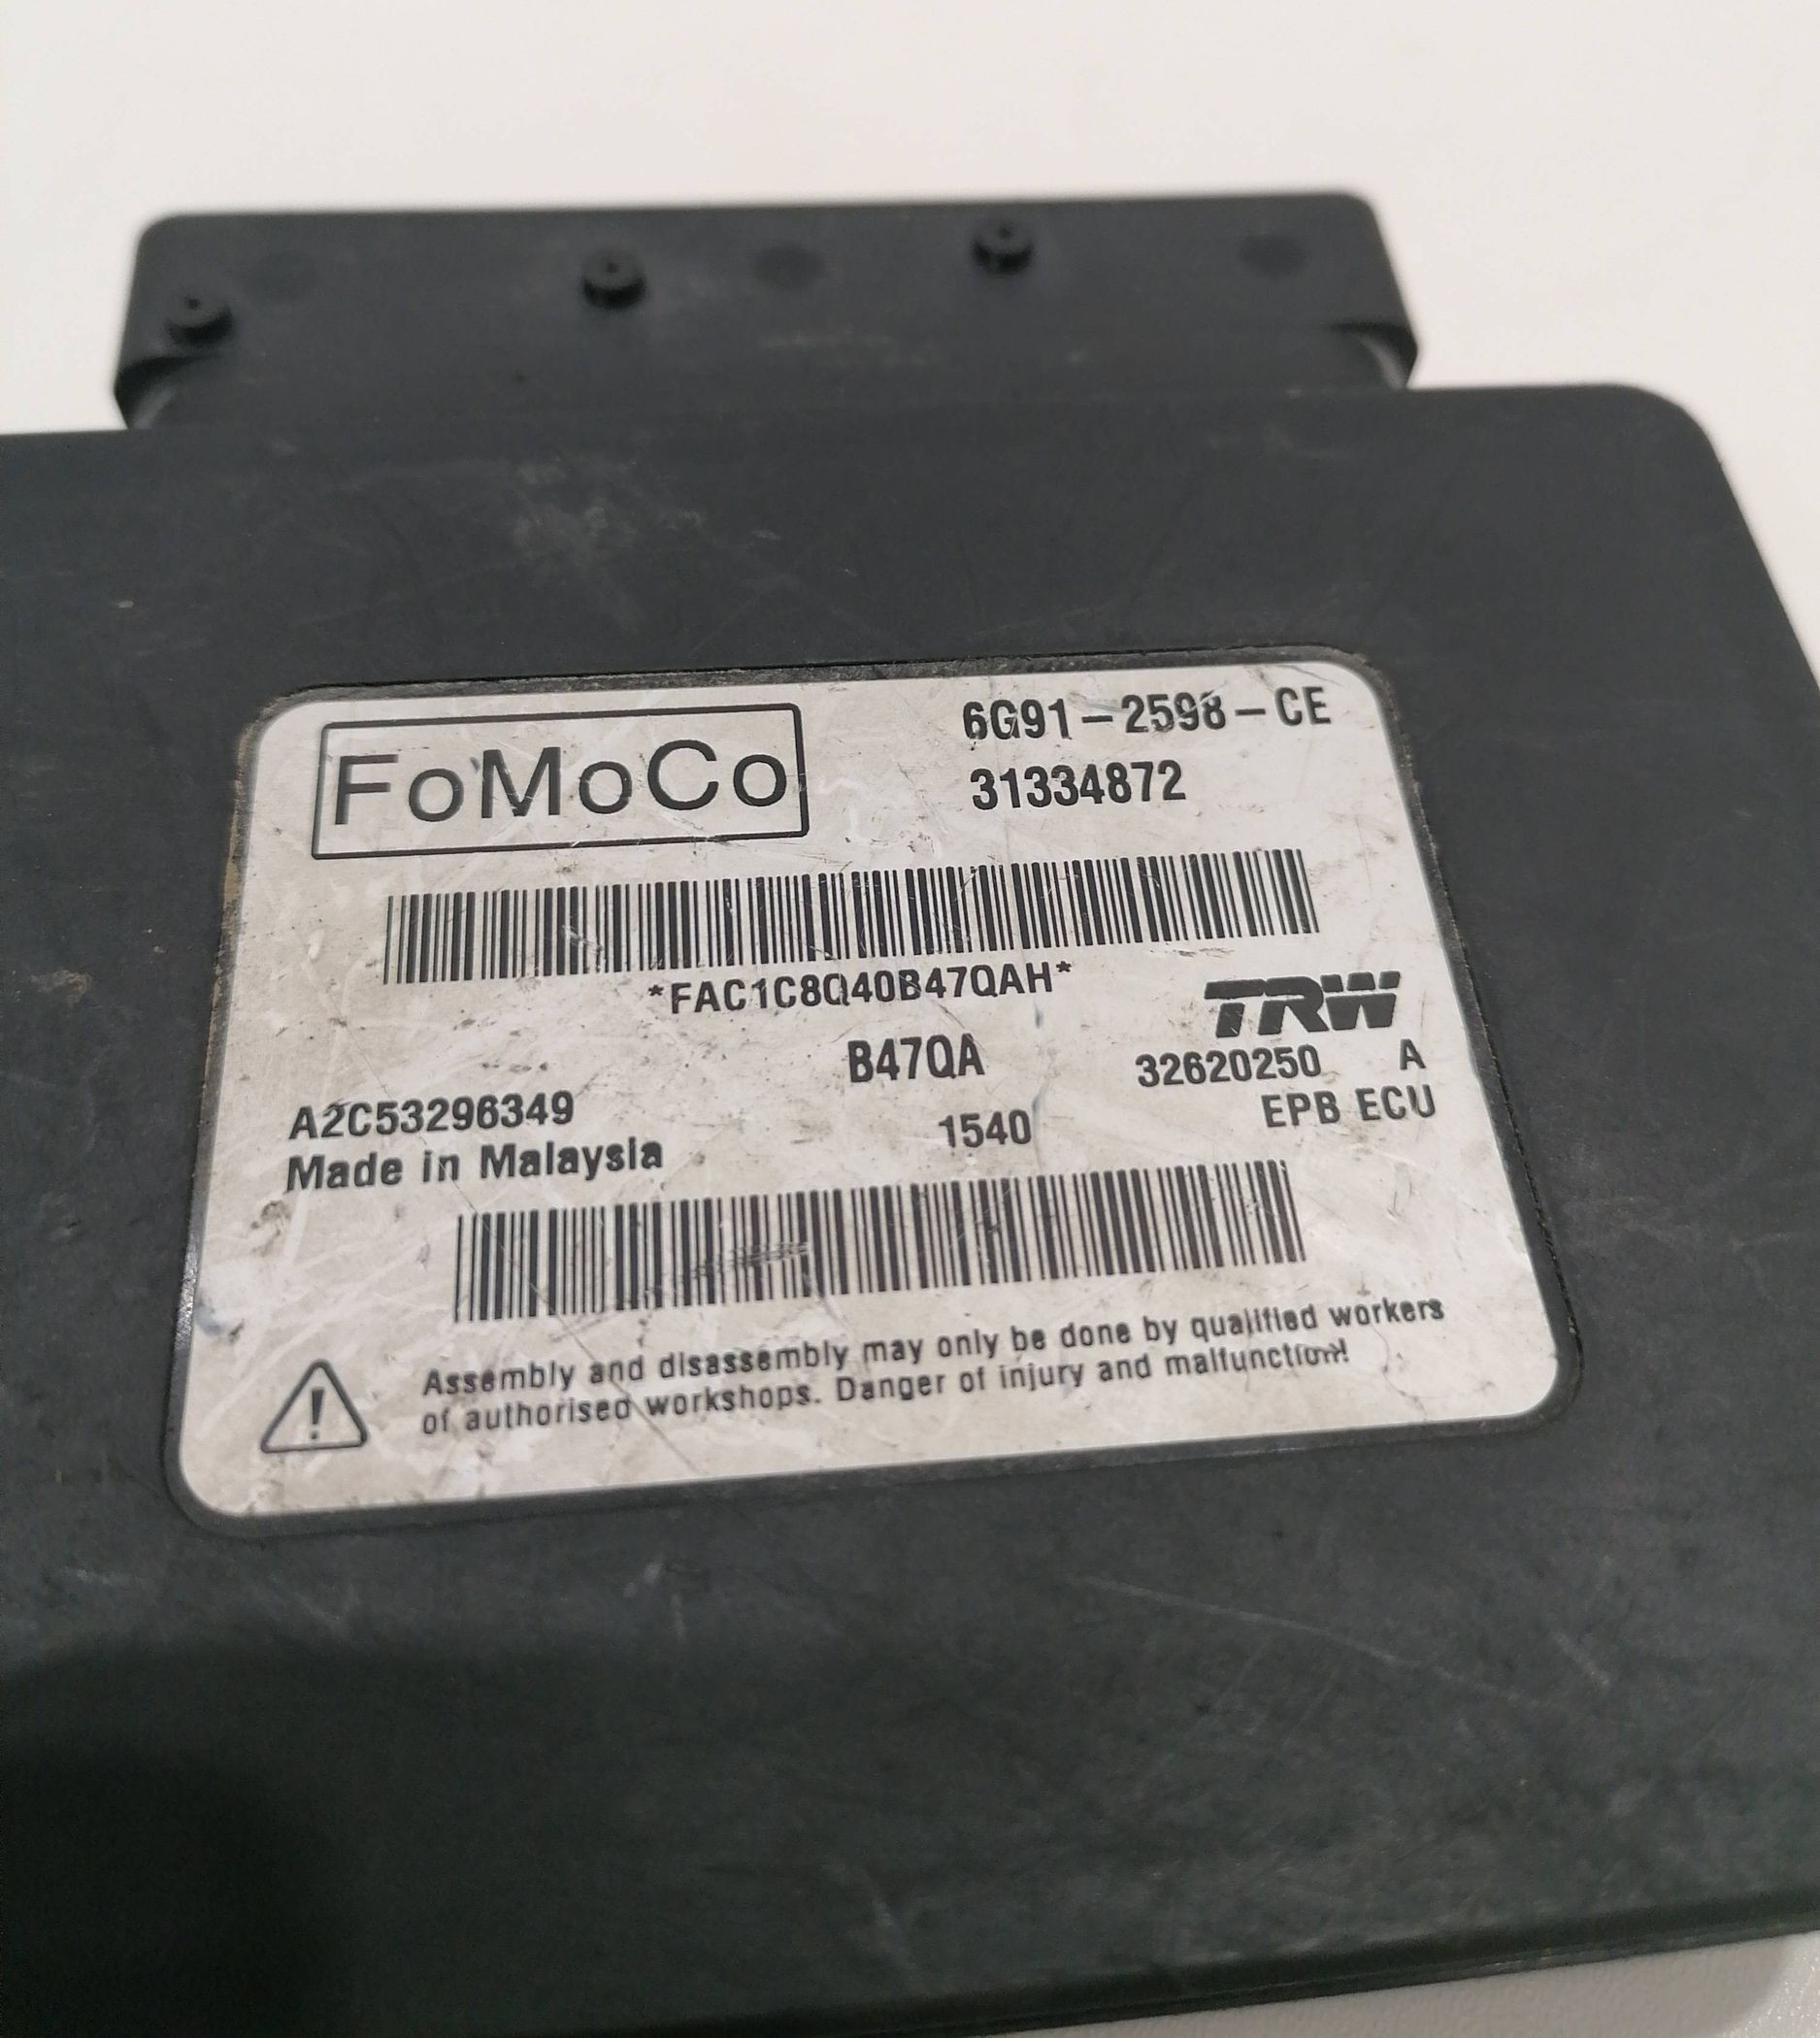 FoMoCo
6G91-2598-CE
31334872
*FAC1C8Q40B47QAH*
TRW
B47QA
32620250 A
A2C53296349
1540
EPB ECU
Made in Malaysia
Assembly and disassembly may only be done by qualified workers
of authorised workshops. Danger of injury and malfunction!